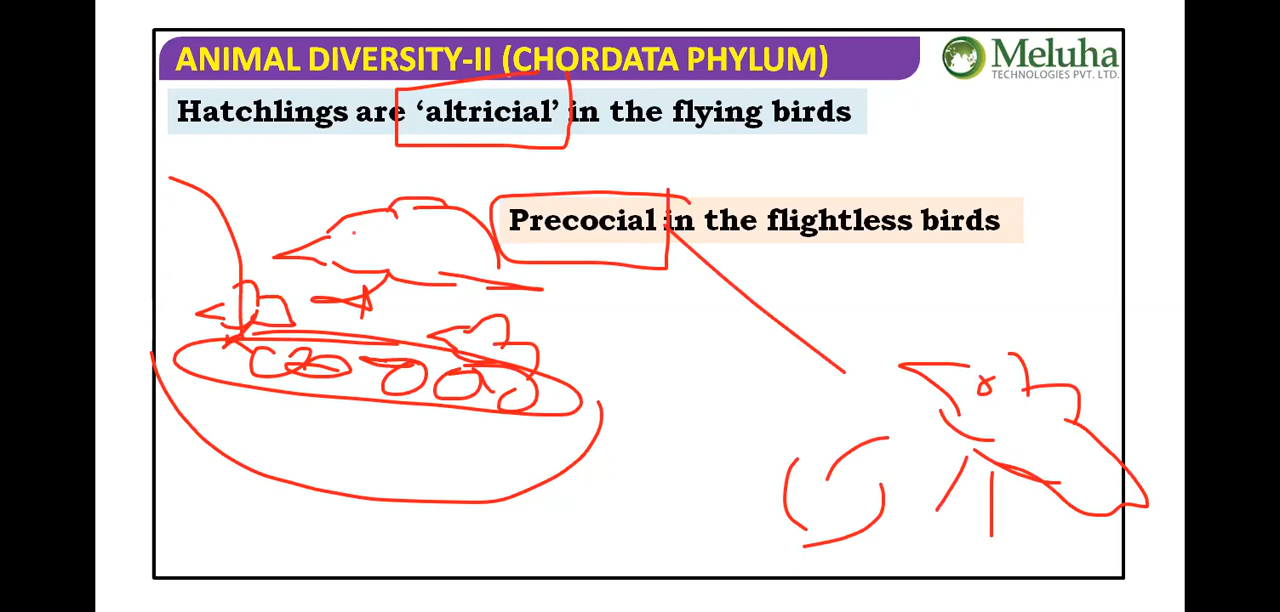 ANIMAL DIVERSITY-II (CHORDATA PHYLUM)
Meluha
TECHNOLOGIES PVT. LTD.
Hatchlings are ‘altricial’ in the flying birds
Precocial in the flightless birds